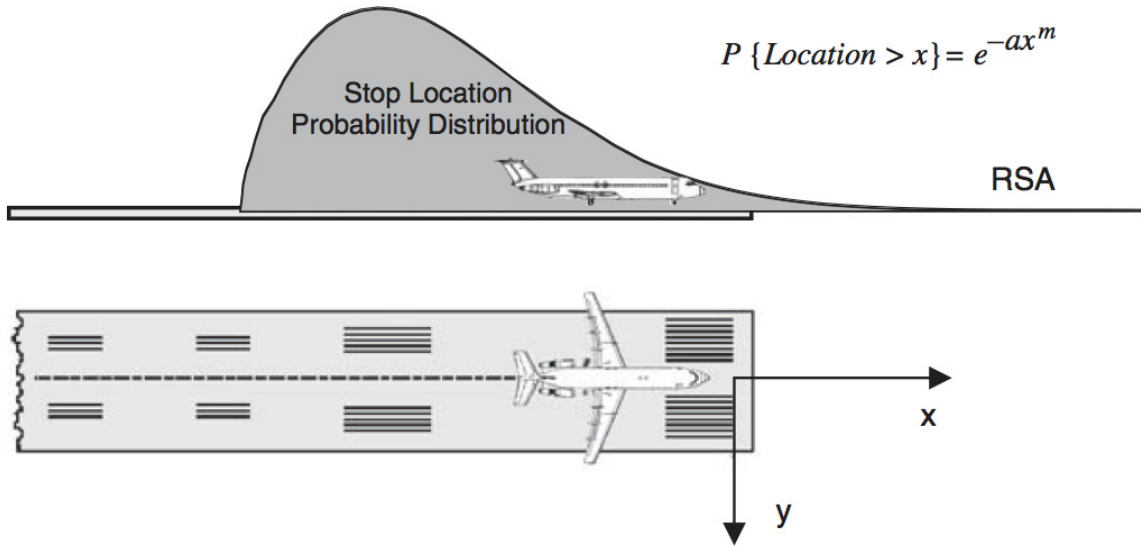 P {Location > x} = e^{-ax^m}
Stop Location
Probability Distribution
RSA
x
y